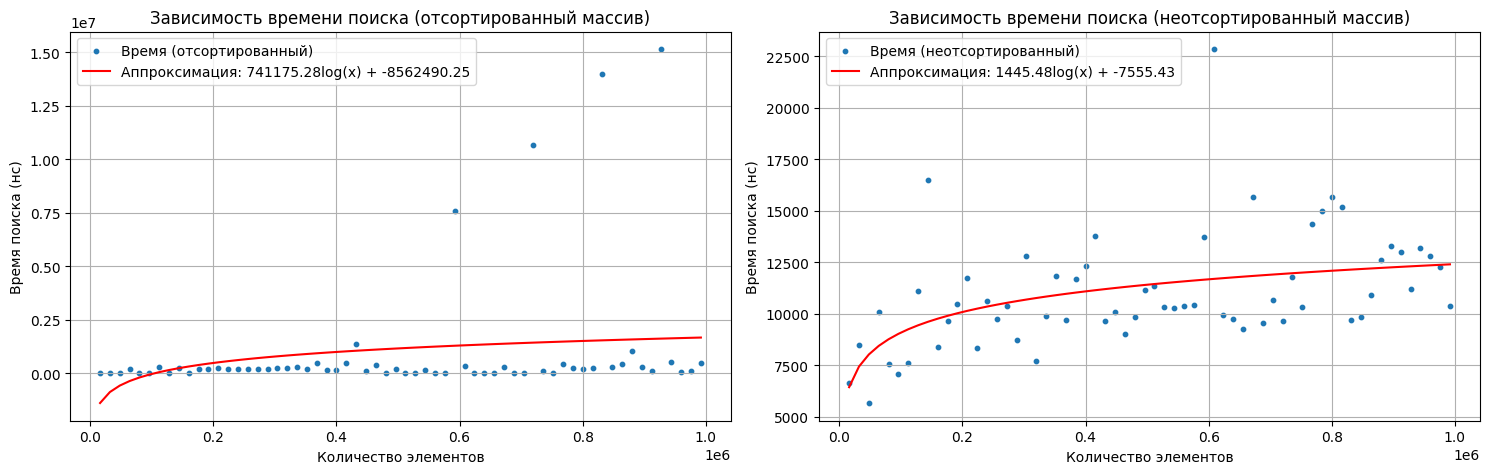 Зависимость времени поиска (отсортированный массив)
1e7
Время (отсортированный)
Аппроксимация: 741175.28log(x) + -8562490.25
1.50
1.25
1.00
0.75
0.50
0.25
0.00
Время поиска (нс)
0.0
0.2
0.4
0.6
0.8
1.0
1e6
Количество элементов
Зависимость времени поиска (неотсортированный массив)
Время (неотсортированный)
Аппроксимация: 1445.48log(x) + -7555.43
22500
20000
17500
15000
12500
10000
7500
5000
Время поиска (нс)
0.0
0.2
0.4
0.6
0.8
1.0
1e6
Количество элементов